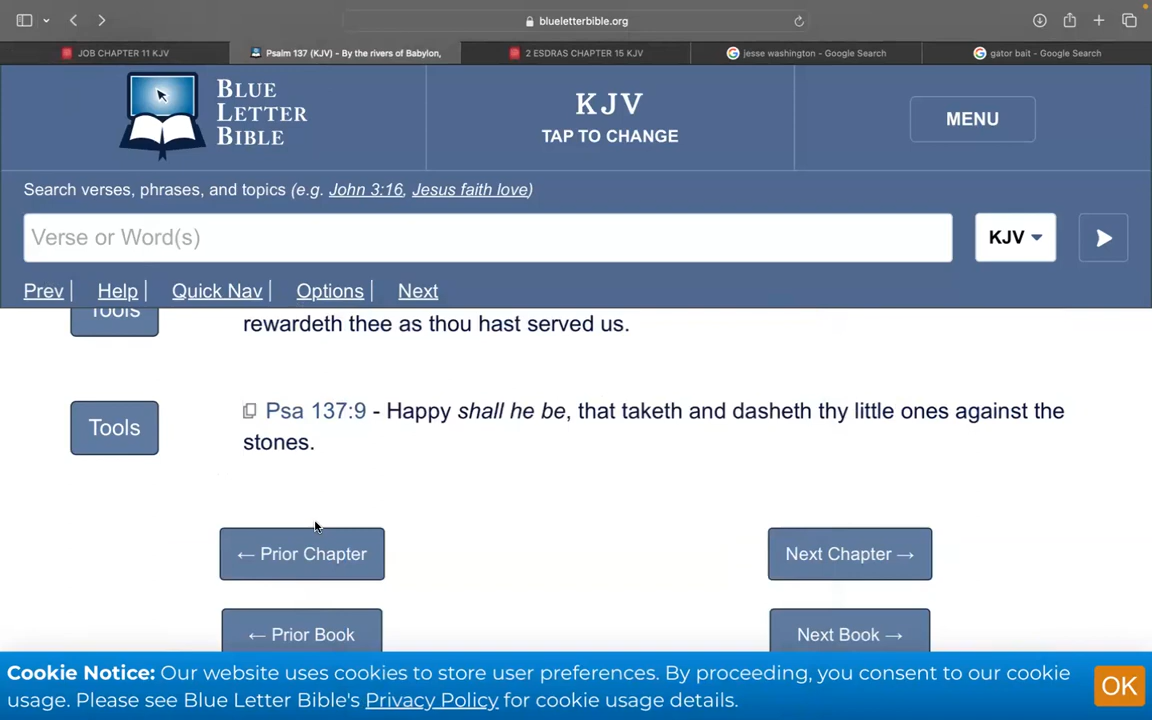 blueletterbible.org
JOB CHAPTER 11 KJV
Psalm 137 (KJV) - By the rivers of Babylon,
2 ESDRAS CHAPTER 15 KJV
jesse washington - Google Search
gator bait - Google Search
BLUE
LETTER
BIBLE
KJV
TAP TO CHANGE
MENU
Search verses, phrases, and topics (e.g. John 3:16, Jesus faith love)
Verse or Word(s)
KJV
Prev | Help | Quick Nav | Options | Next
Tools
rewardeth thee as thou hast served us.
Tools
Psa 137:9 - Happy shall he be, that taketh and dasheth thy little ones against the
stones.
← Prior Chapter
Next Chapter →
← Prior Book
Next Book →
Cookie Notice: Our website uses cookies to store user preferences. By proceeding, you consent to our cookie
usage. Please see Blue Letter Bible's Privacy Policy for cookie usage details.
OK